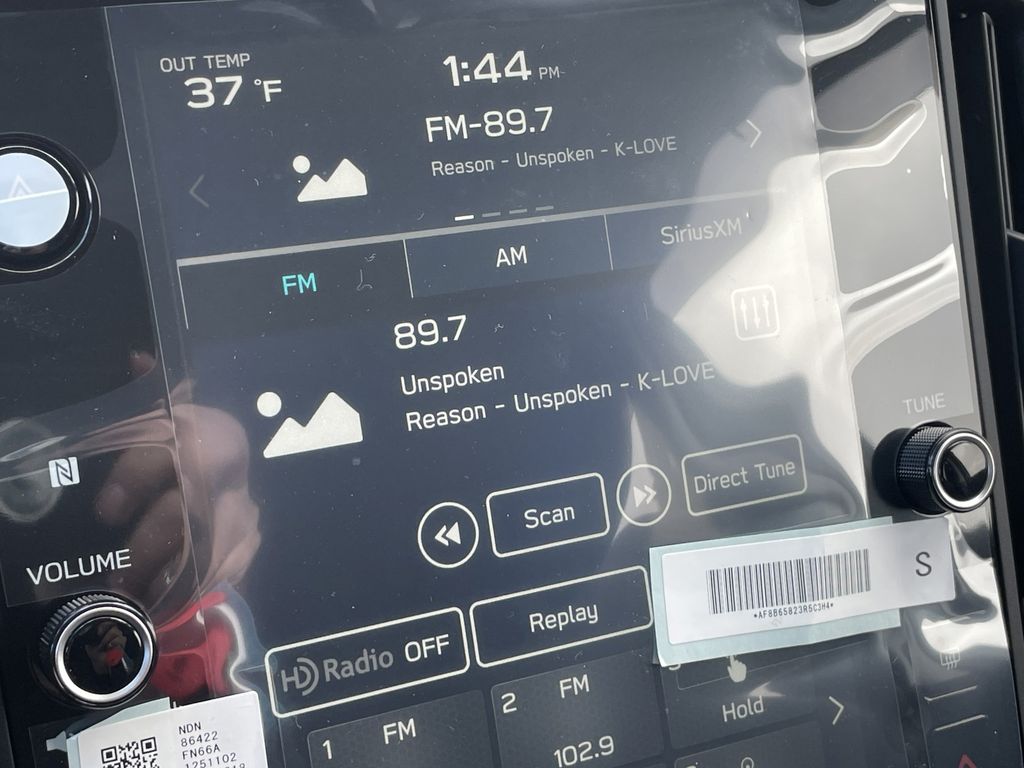 OUT TEMP
37 °F
1:44 PM
FM-89.7
Reason - Unspoken - K-LOVE
FM
AM
SiriusXM
89.7
Unspoken
Reason - Unspoken - K-LOVE
TUNE
Scan
Direct Tune
VOLUME
HD Radio OFF
Replay
*AF8B65823R5C3H4*
S
1 FM
2 FM
102.9
Hold
NDN
86422
FN66A
1251102